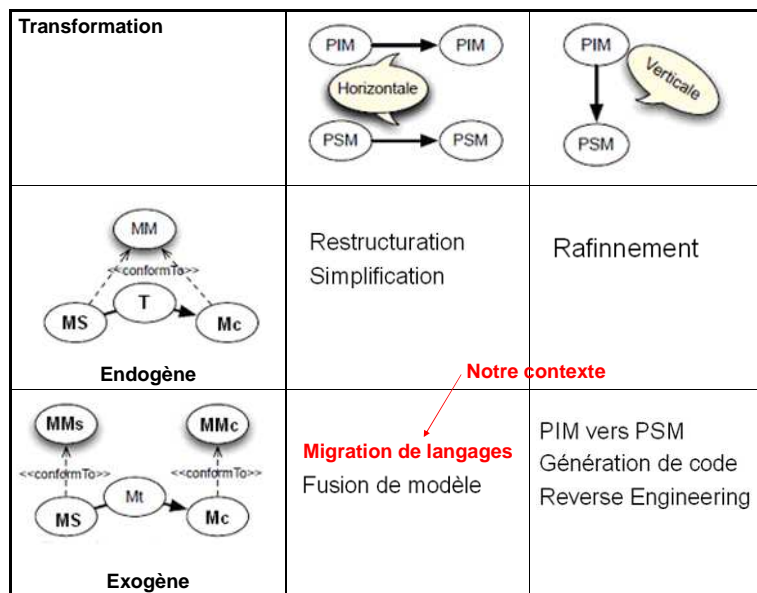 Transformation
PIM
PIM
Horizontale
PSM
PSM
PIM
Verticale
PSM
MM
<<conformTo>>
T
MS
Mc
Endogène
Restructuration
Simplification
Rafinnement
Notre contexte
MMs
MMc
<<conformTo>>
<<conformTo>>
Mt
MS
Mc
Exogène
Migration de langages
Fusion de modèle
PIM vers PSM
Génération de code
Reverse Engineering